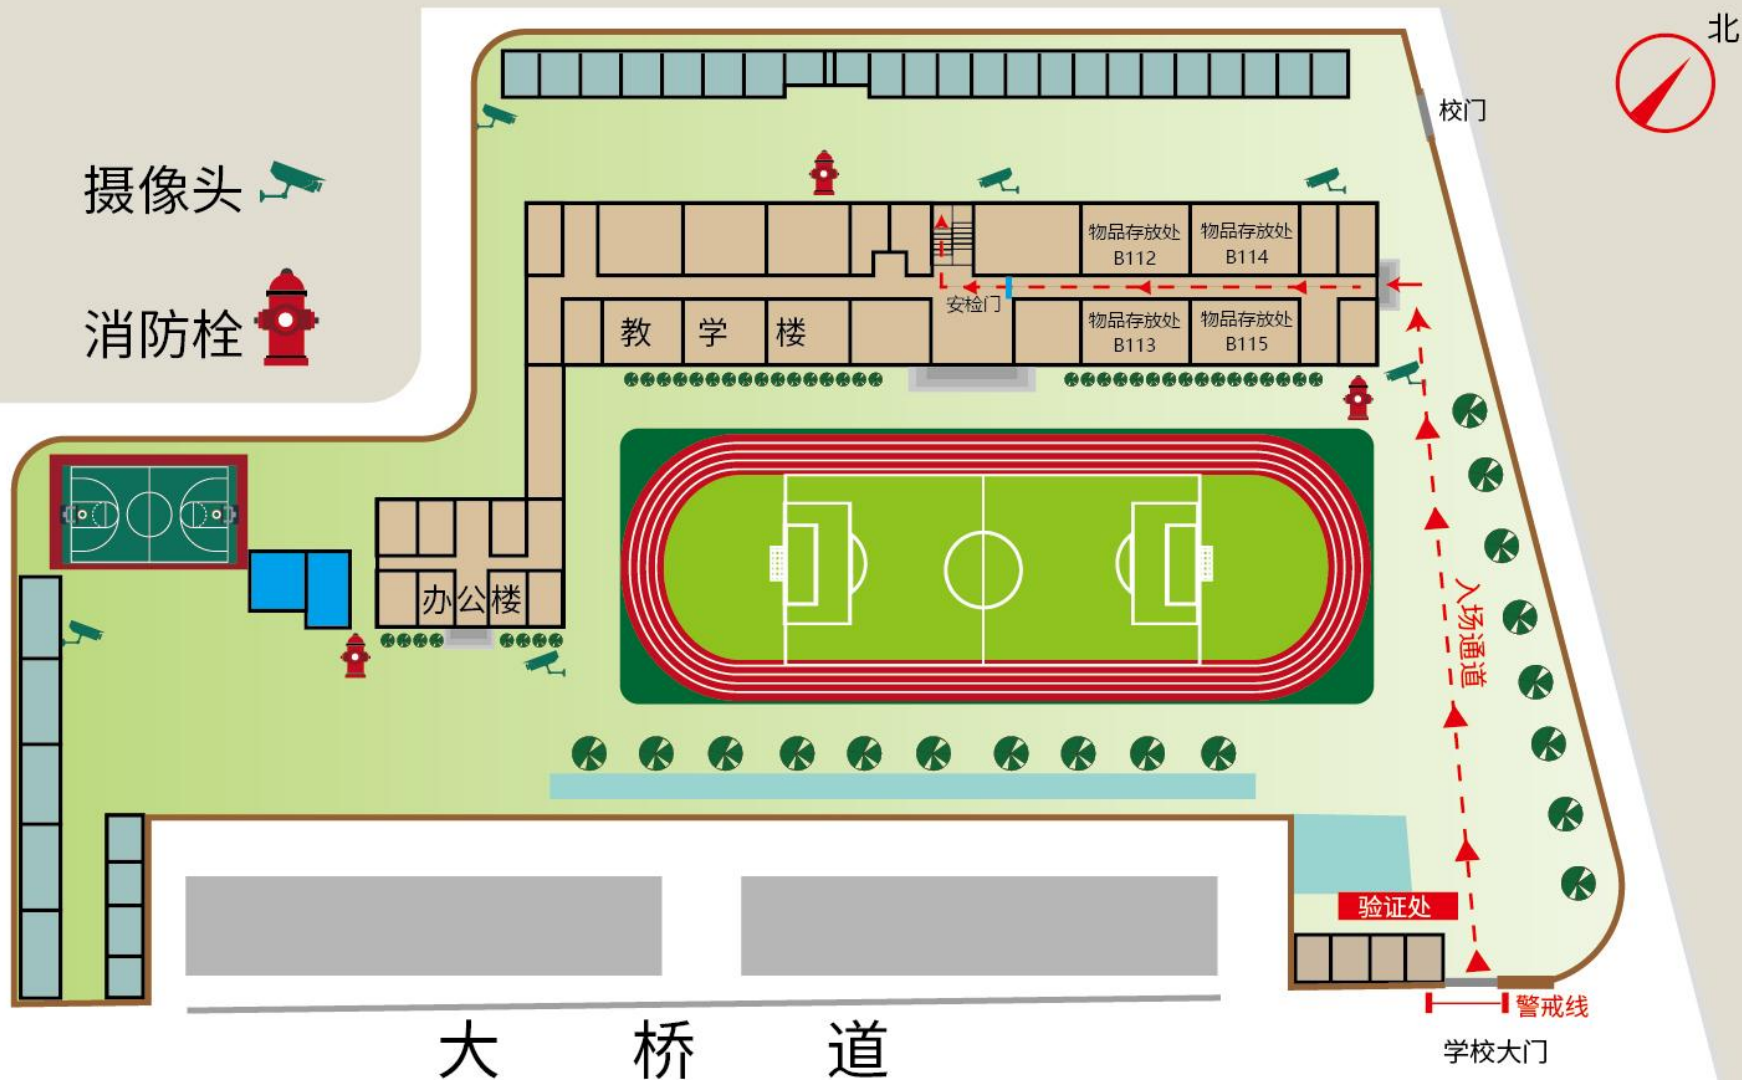 北
校门
摄像头
消防栓
物品存放处
B112
物品存放处
B114
安检门
物品存放处
B113
物品存放处
B115
教 学 楼
办公楼
入场通道
验证处
警戒线
学校大门
大 桥 道